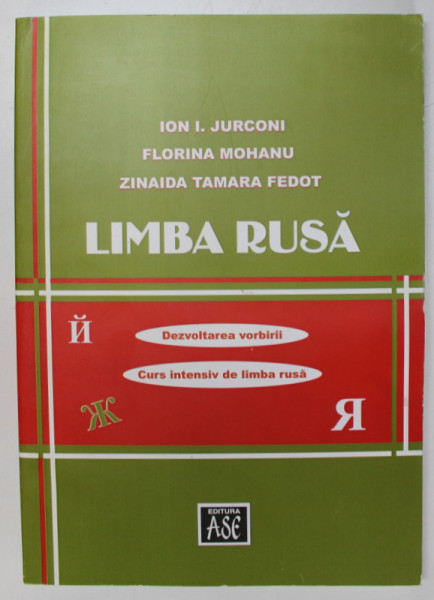 ION I. JURCONI
FLORINA MOHANU
ZINAIDA TAMARA FEDOT
LIMBA RUSĂ
Й
Dezvoltarea vorbirii
Curs intensiv de limba rusă
Ж
Я
EDITURA
ASE